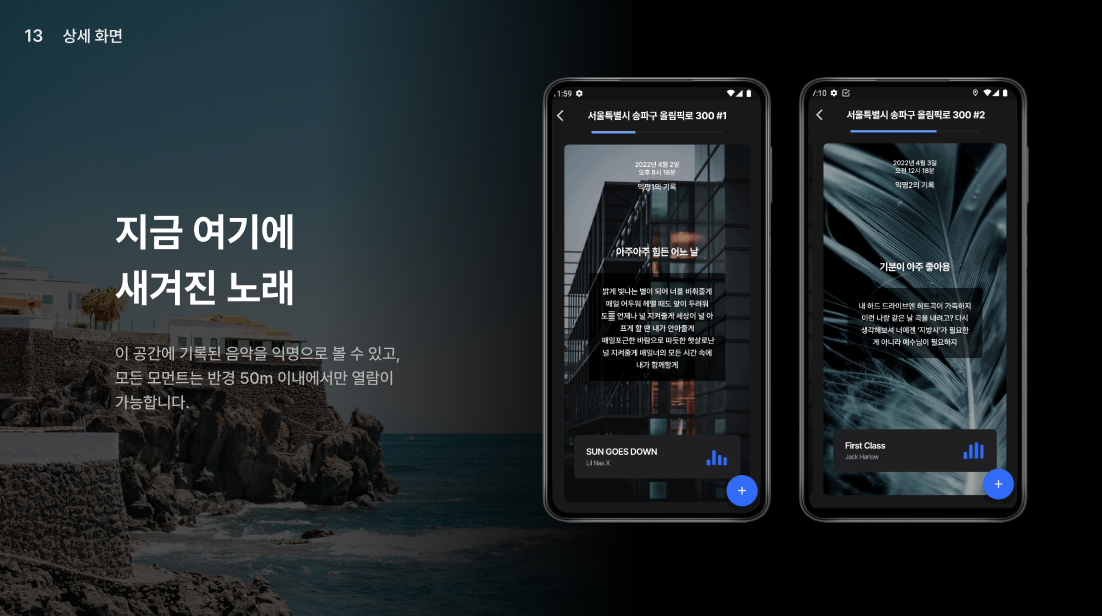 13 상세 화면
지금 여기에
새겨진 노래
이 공간에 기록된 음악을 익명으로 볼 수 있고,
모든 모먼트는 반경 50m 이내에서만 열람이
가능합니다.
1:59
서울특별시 송파구 올림픽로 300 #1
2022년 4월 2일
오후 8시 18분
익명1의 기록
아주아주 힘든 어느 날
밝게 빛나는 별이 되어 너를 비춰줄게
매일 어두워 헤멜 때도 앞이 두려워
언제나 널 지켜줄게 세상이 널 아
프게 할 땐 내가 안아줄게
매일포근한 바람으로 따듯한 햇살로난
널 지켜줄게 매일너의 모든 시간 속에
내가 함께할게
SUN GOES DOWN
Lil Nas X
+
7:10
서울특별시 송파구 올림픽로 300 #2
2022년 4월 3일
오전 12시 18분
익명2의 기록
기분이 아주 좋아용
내 하드 드라이브엔 히트곡이 가득하지
이런 나랑 같은 날 곡을 내려고? 다시
생각해보셔 너에겐 '지방시'가 필요한
게 아니라 예수님이 필요하지
First Class
Jack Harlow
+